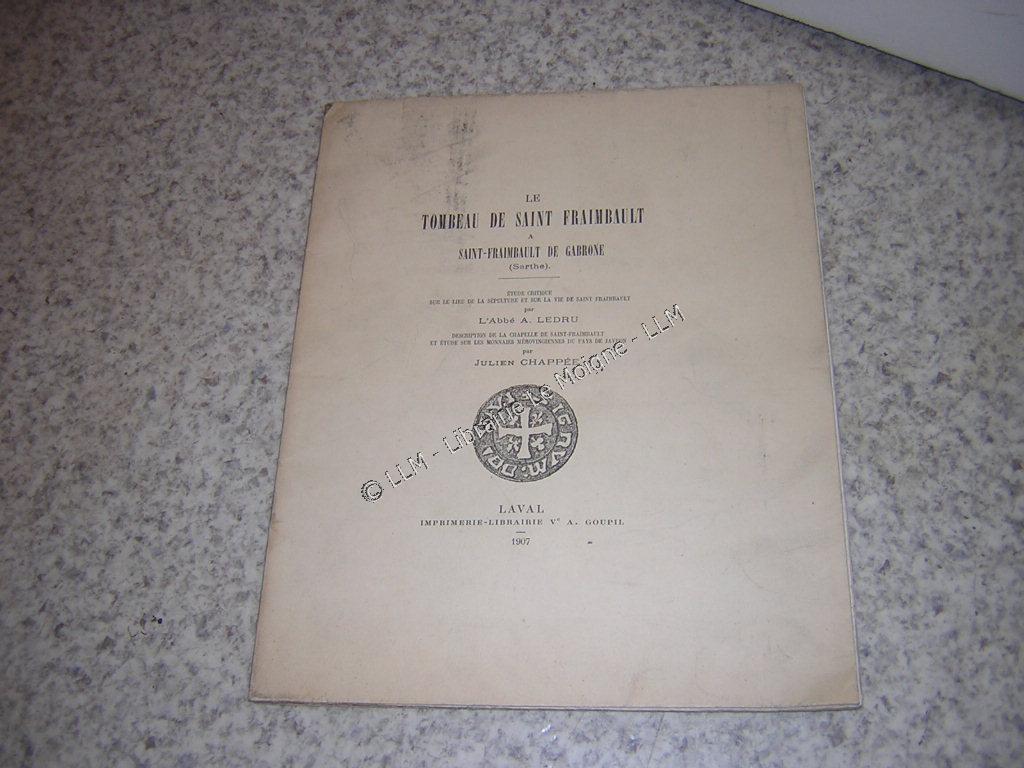 LE
TOMBEAU DE SAINT FRAIMBAULT
A
SAINT-FRAIMBAULT DE GABRONE
(Sarthe).
ÉTUDE CRITIQUE
SUR LE LIEU DE LA SÉPULTURE ET SUR LA VIE DE SAINT FRAIMBAULT
par
L'Abbé A. LEDRU
DESCRIPTION DE LA CHAPELLE DE SAINT-FRAIMBAULT
ET ÉTUDE SUR LES MONNAIES MÉROVINGIENNES DU PAYS DE JAVRON
par
JULIEN CHAPPÉE
© LLM - Librairie Le Moigne - LLM
LAVAL
IMPRIMERIE-LIBRAIRIE Vᵉ A. GOUPIL
1907